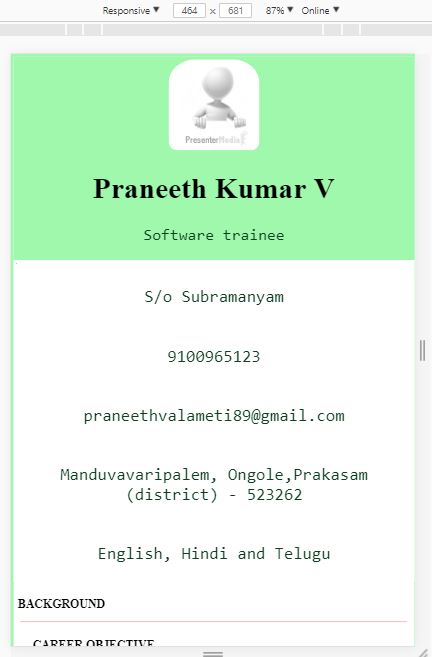 Responsive ▼ 464 x 681 87% ▼ Online ▼
PresenterMedia
Praneeth Kumar V
Software trainee
S/o Subramanyam
9100965123
praneethvalameti89@gmail.com
Manduvavaripalem, Ongole,Prakasam
(district) - 523262
English, Hindi and Telugu
BACKGROUND
CAREER OBJECTIVE